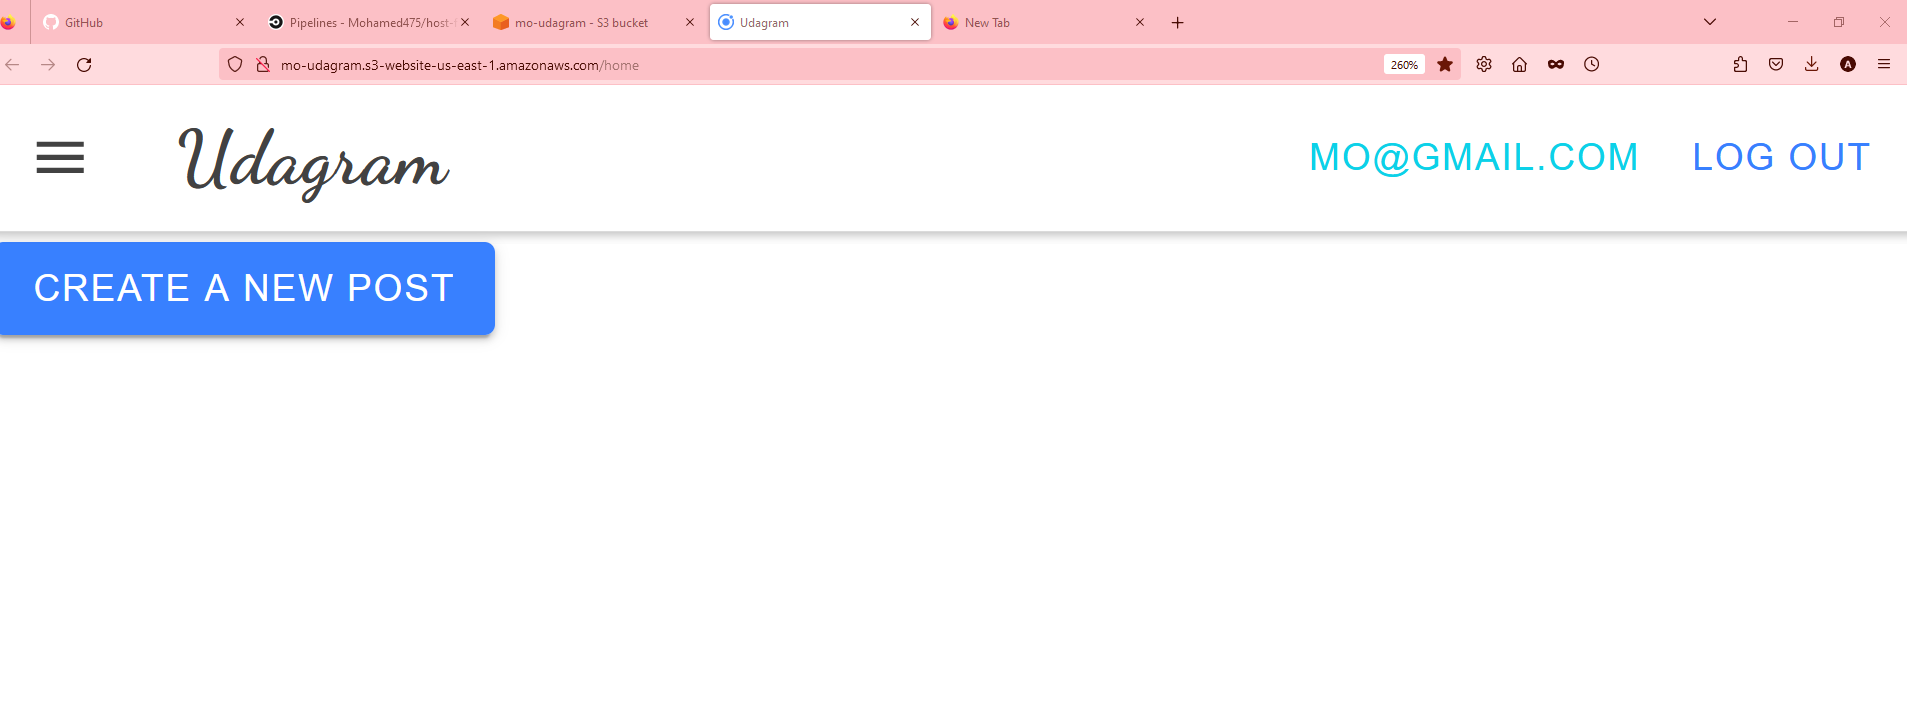 GitHub
Pipelines - Mohamed475/host-f
mo-udagram - S3 bucket
Udagram
New Tab
mo-udagram.s3-website-us-east-1.amazonaws.com/home
260%
A
Udagram
MO@GMAIL.COM
LOG OUT
CREATE A NEW POST